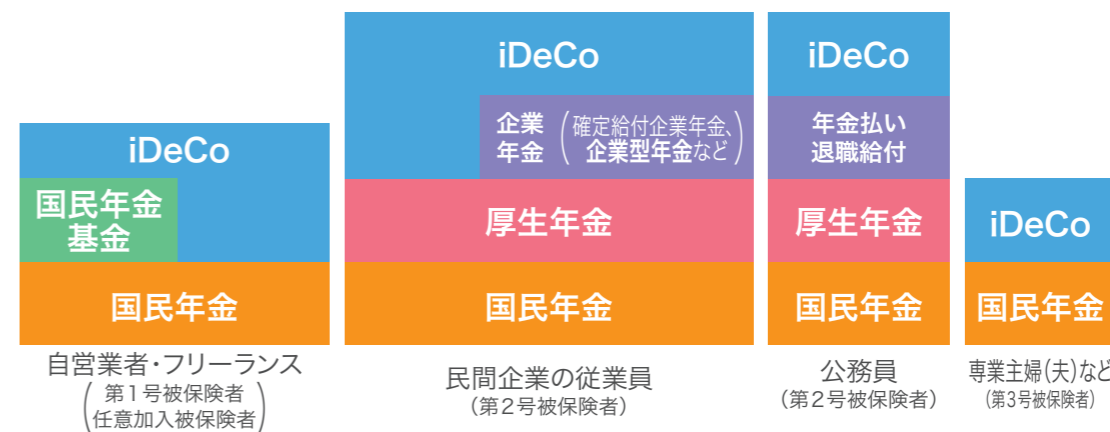 iDeCo
国民年金
基金
国民年金
自営業者・フリーランス
(第1号被保険者
任意加入被保険者)
iDeCo
企業
年金
(確定給付企業年金、
企業型年金など)
厚生年金
国民年金
民間企業の従業員
(第2号被保険者)
iDeCo
年金払い
退職給付
厚生年金
国民年金
公務員
(第2号被保険者)
iDeCo
国民年金
専業主婦(夫)など
(第3号被保険者)